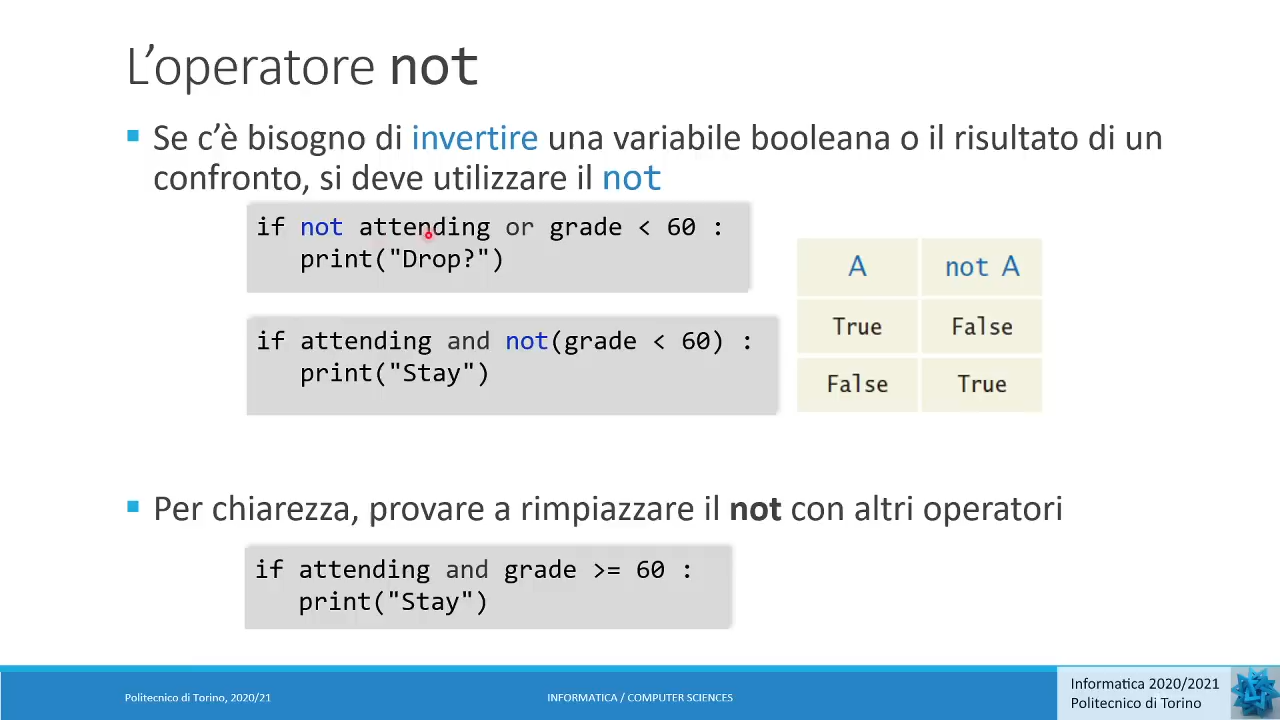 L’operatore not
Se c’è bisogno di invertire una variabile booleana o il risultato di un
confronto, si deve utilizzare il not
if not attending or grade < 60 :
print("Drop?")
if attending and not(grade < 60) :
print("Stay")
A not A
True False
False True
Per chiarezza, provare a rimpiazzare il not con altri operatori
if attending and grade >= 60 :
print("Stay")
Politecnico di Torino, 2020/21
INFORMATICA / COMPUTER SCIENCES
Informatica 2020/2021
Politecnico di Torino